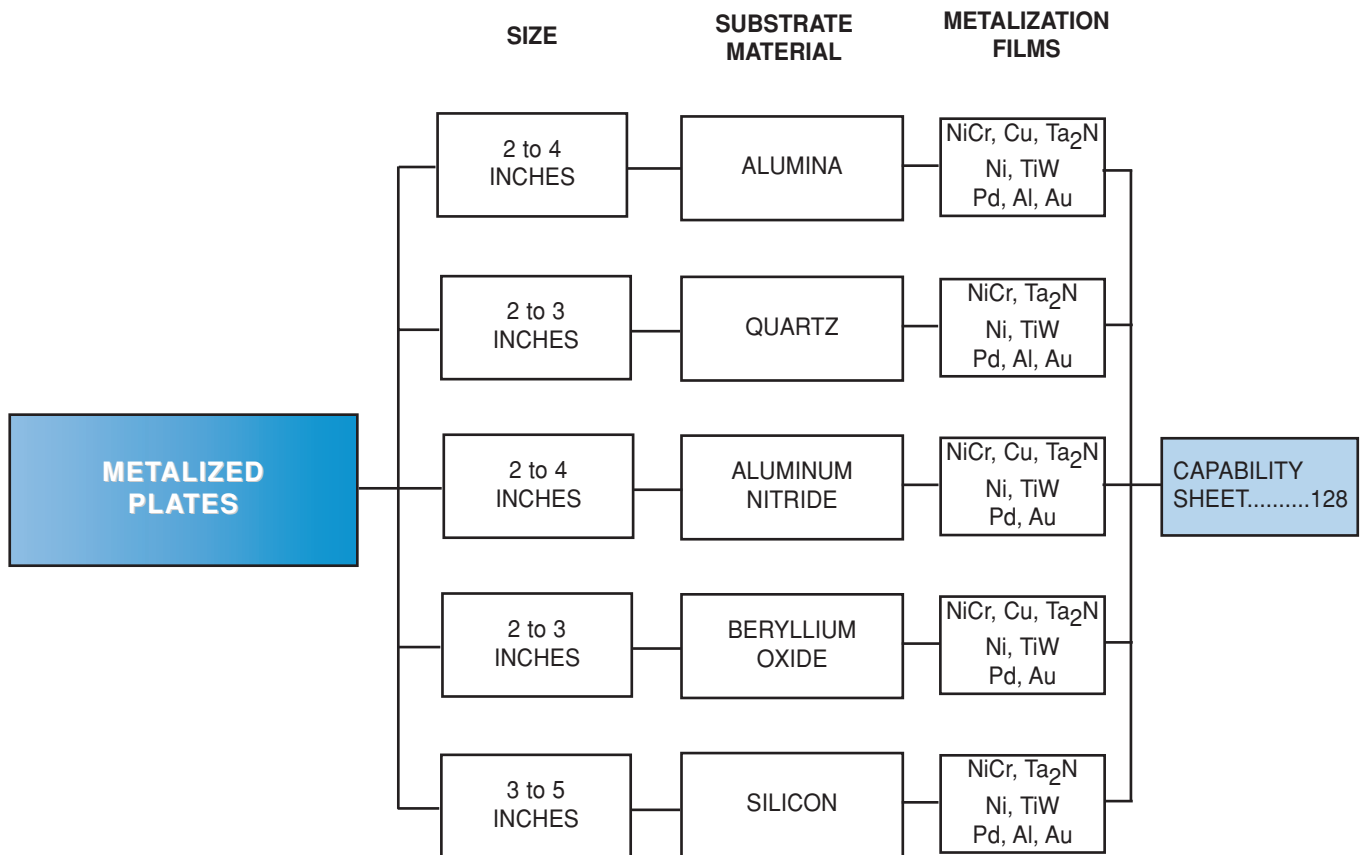 SIZE
SUBSTRATE
MATERIAL
METALIZATION
FILMS
2 to 4
INCHES
ALUMINA
NiCr, Cu, Ta2N
Ni, TiW
Pd, Al, Au
2 to 3
INCHES
QUARTZ
NiCr, Ta2N
Ni, TiW
Pd, Al, Au
METALIZED
PLATES
2 to 4
INCHES
ALUMINUM
NITRIDE
NiCr, Cu, Ta2N
Ni, TiW
Pd, Au
CAPABILITY
SHEET..........128
2 to 3
INCHES
BERYLLIUM
OXIDE
NiCr, Cu, Ta2N
Ni, TiW
Pd, Au
3 to 5
INCHES
SILICON
NiCr, Ta2N
Ni, TiW
Pd, Al, Au